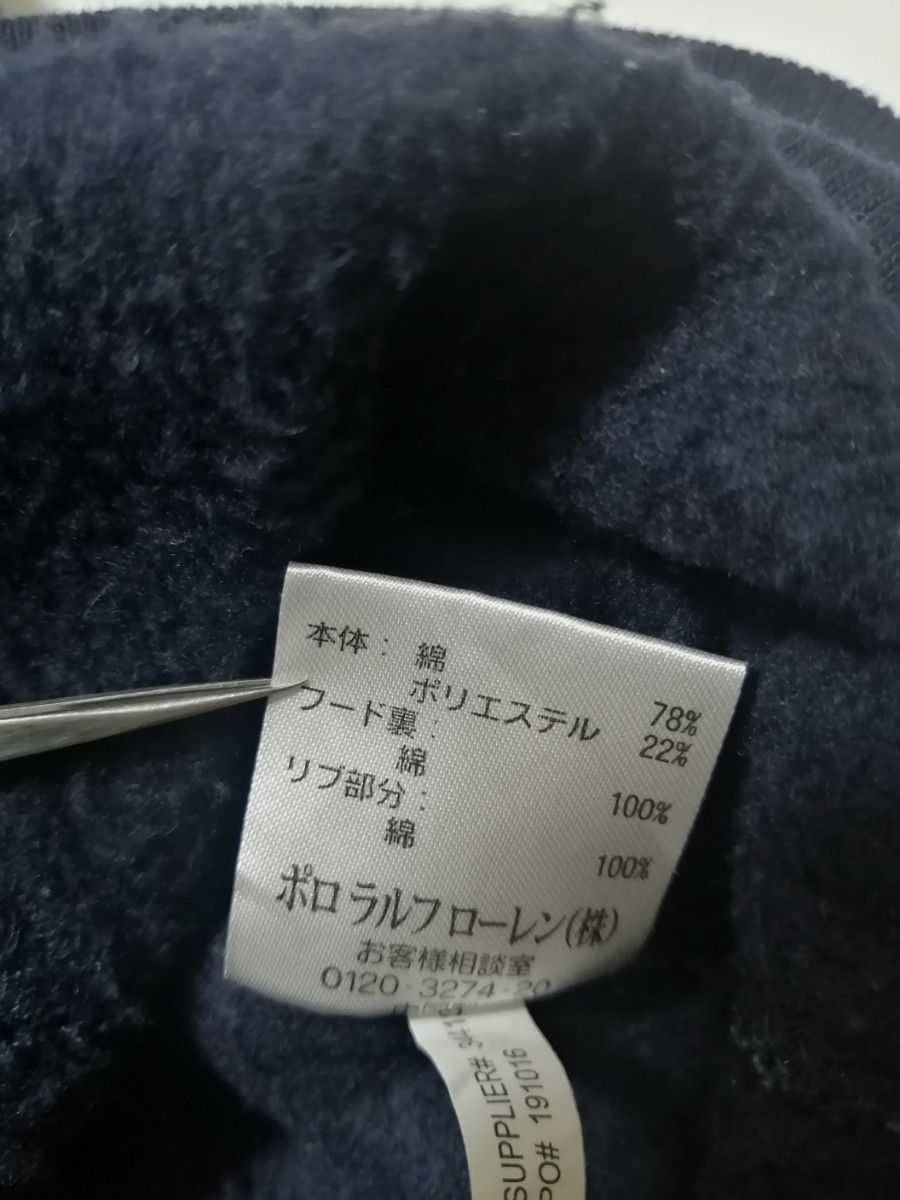 本体: 綿 78%
ポリエステル 22%
フード裏:
綿 100%
リブ部分:
綿 100%
ポロ ラルフ ローレン(株)
お客様相談室
0120-3274-20
SUPPLIER#
PO# 191016